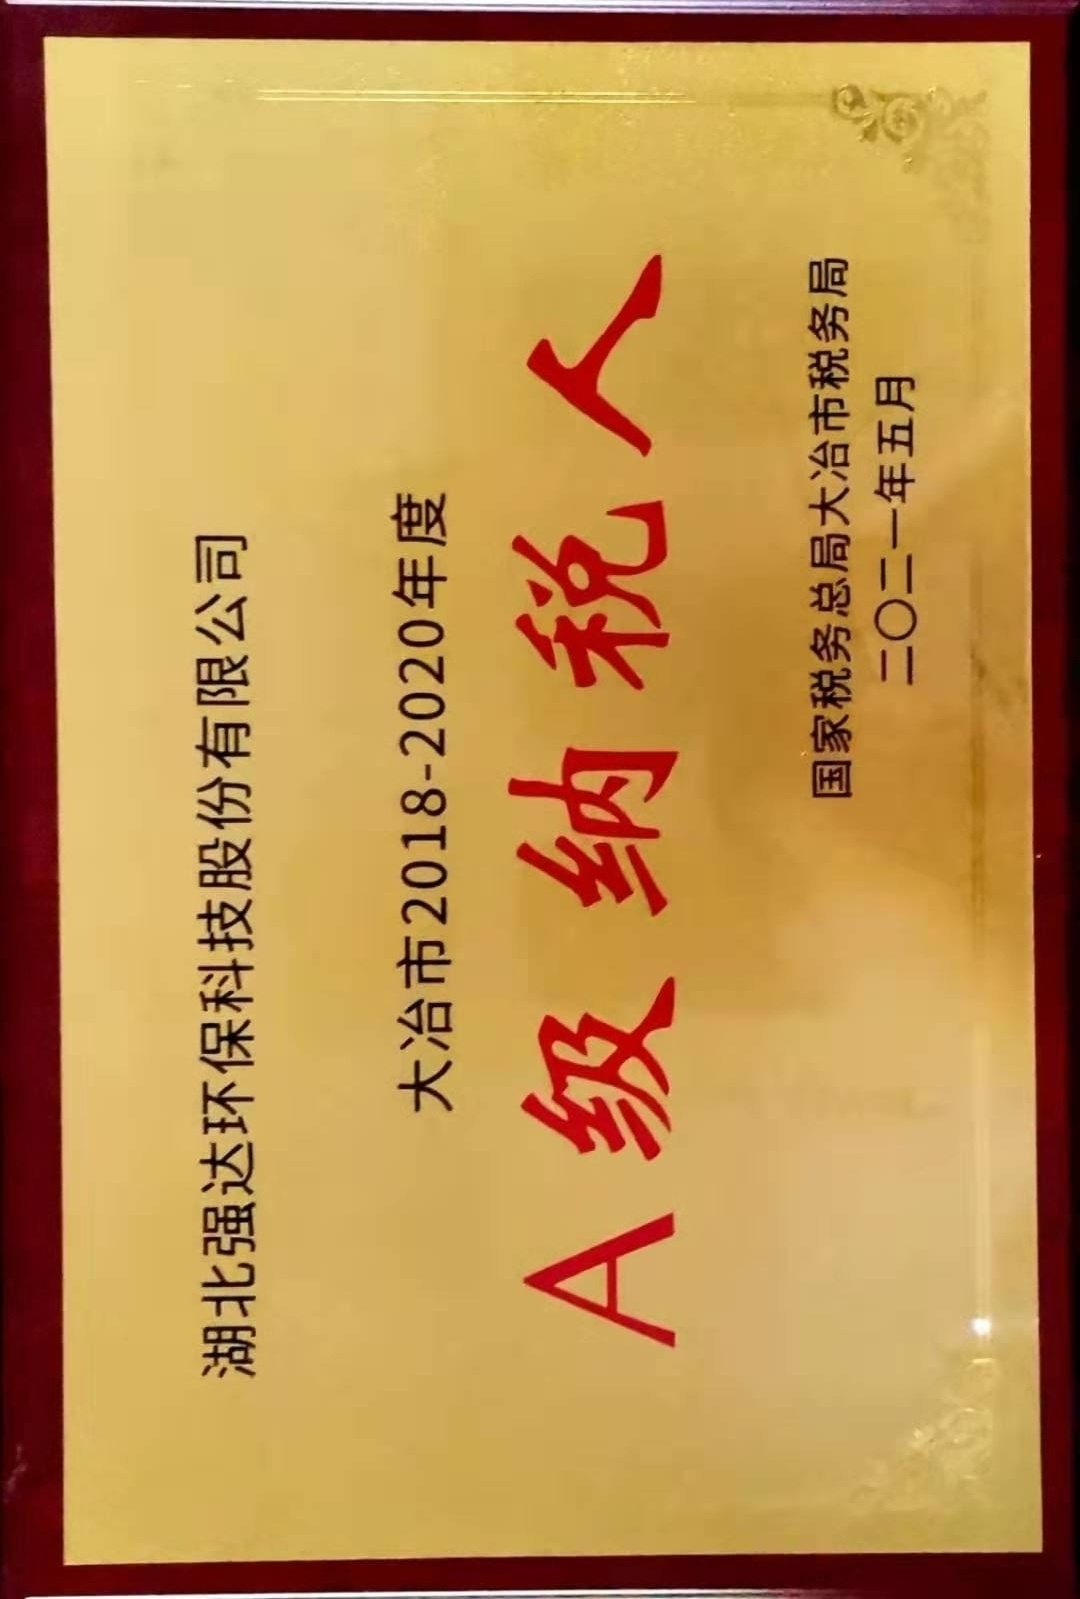 湖北强达环保科技股份有限公司
大冶市2018-2020年度
A级纳税人
国家税务总局大冶市税务局
二〇二一年五月